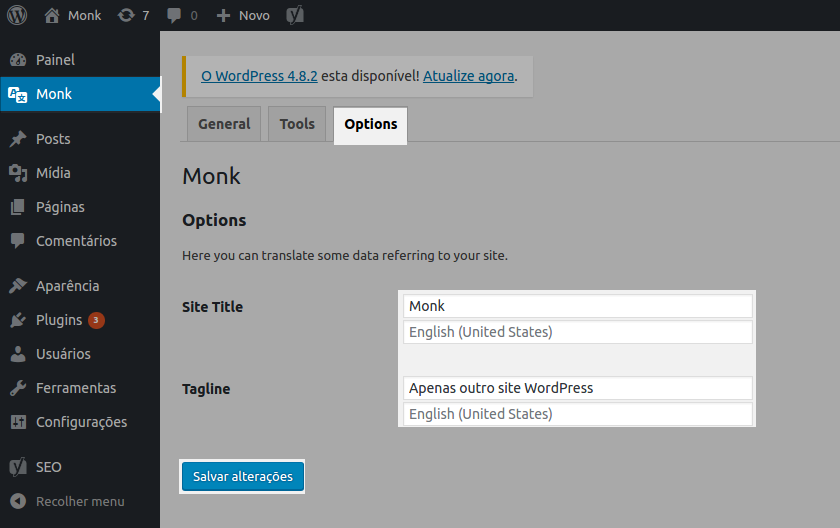 Monk 7 0 Novo
Painel
Monk
Posts
Mídia
Páginas
Comentários
Aparência
Plugins 3
Usuários
Ferramentas
Configurações
SEO
Recolher menu
O WordPress 4.8.2 esta disponível! Atualize agora.
General Tools Options
Monk
Options
Here you can translate some data referring to your site.
Site Title
Monk
English (United States)
Tagline
Apenas outro site WordPress
English (United States)
Salvar alterações